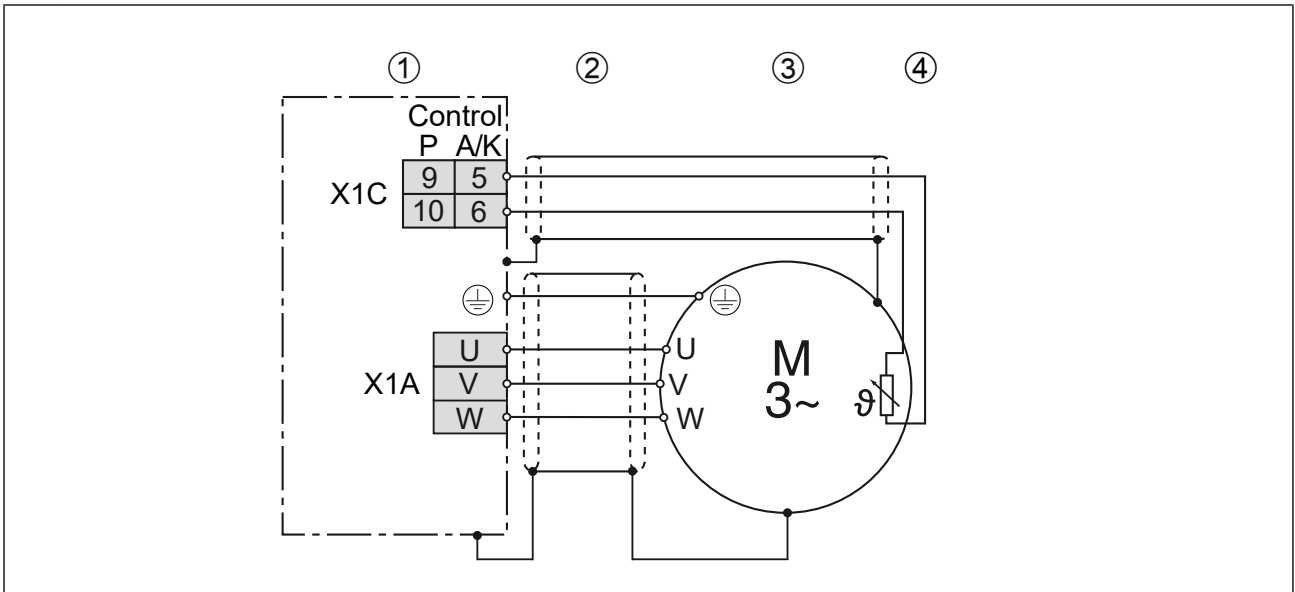 ① ② ③ ④
Control
P A/K
X1C 9 5
10 6
U U
X1A V V
W W
M
3~
ϑ